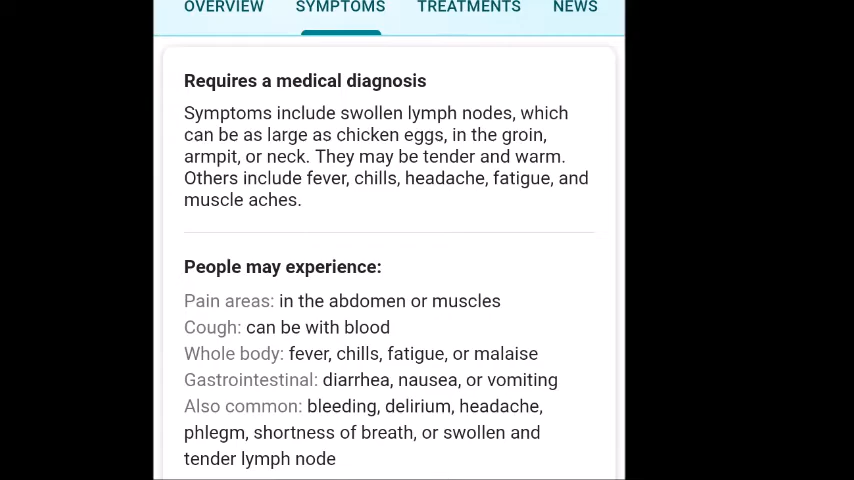 OVERVIEW SYMPTOMS TREATMENTS NEWS
Requires a medical diagnosis
Symptoms include swollen lymph nodes, which
can be as large as chicken eggs, in the groin,
armpit, or neck. They may be tender and warm.
Others include fever, chills, headache, fatigue, and
muscle aches.
People may experience:
Pain areas: in the abdomen or muscles
Cough: can be with blood
Whole body: fever, chills, fatigue, or malaise
Gastrointestinal: diarrhea, nausea, or vomiting
Also common: bleeding, delirium, headache,
phlegm, shortness of breath, or swollen and
tender lymph node